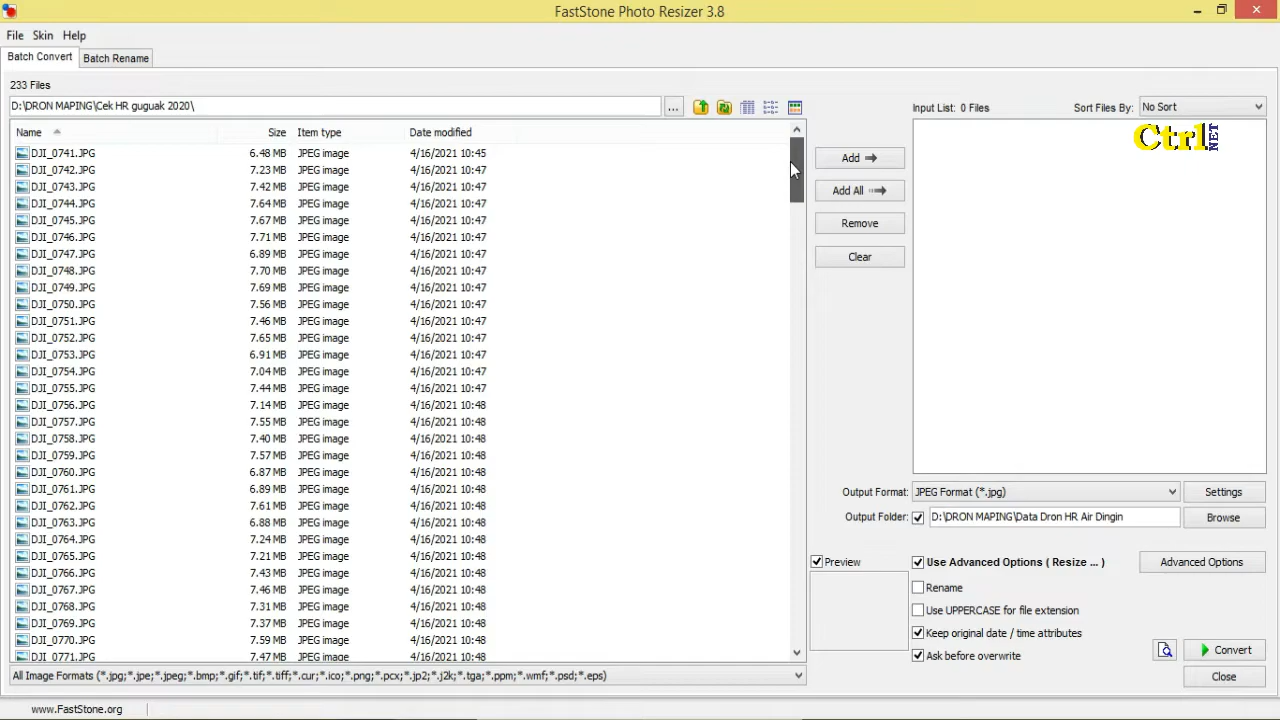 FastStone Photo Resizer 3.8
File Skin Help
Batch Convert Batch Rename
233 Files
D:\DRON MAPING\Cek HR guguak 2020\ ...
Input List: 0 Files Sort Files By: No Sort
Name Size Item type Date modified
Ctrl NET
DJI_0741.JPG 6.48 MB JPEG image 4/16/2021 10:45
DJI_0742.JPG 7.23 MB JPEG image 4/16/2021 10:47
DJI_0743.JPG 7.42 MB JPEG image 4/16/2021 10:47
DJI_0744.JPG 7.64 MB JPEG image 4/16/2021 10:47
DJI_0745.JPG 7.67 MB JPEG image 4/16/2021 10:47
DJI_0746.JPG 7.71 MB JPEG image 4/16/2021 10:47
DJI_0747.JPG 6.89 MB JPEG image 4/16/2021 10:47
DJI_0748.JPG 7.70 MB JPEG image 4/16/2021 10:47
DJI_0749.JPG 7.69 MB JPEG image 4/16/2021 10:47
DJI_0750.JPG 7.56 MB JPEG image 4/16/2021 10:47
DJI_0751.JPG 7.46 MB JPEG image 4/16/2021 10:47
DJI_0752.JPG 7.65 MB JPEG image 4/16/2021 10:47
DJI_0753.JPG 6.91 MB JPEG image 4/16/2021 10:47
DJI_0754.JPG 7.04 MB JPEG image 4/16/2021 10:47
DJI_0755.JPG 7.44 MB JPEG image 4/16/2021 10:47
DJI_0756.JPG 7.14 MB JPEG image 4/16/2021 10:48
DJI_0757.JPG 7.55 MB JPEG image 4/16/2021 10:48
DJI_0758.JPG 7.40 MB JPEG image 4/16/2021 10:48
DJI_0759.JPG 7.57 MB JPEG image 4/16/2021 10:48
DJI_0760.JPG 6.87 MB JPEG image 4/16/2021 10:48
DJI_0761.JPG 6.89 MB JPEG image 4/16/2021 10:48
DJI_0762.JPG 7.61 MB JPEG image 4/16/2021 10:48
DJI_0763.JPG 6.88 MB JPEG image 4/16/2021 10:48
DJI_0764.JPG 7.24 MB JPEG image 4/16/2021 10:48
DJI_0765.JPG 7.21 MB JPEG image 4/16/2021 10:48
DJI_0766.JPG 7.43 MB JPEG image 4/16/2021 10:48
DJI_0767.JPG 7.46 MB JPEG image 4/16/2021 10:48
DJI_0768.JPG 7.31 MB JPEG image 4/16/2021 10:48
DJI_0769.JPG 7.37 MB JPEG image 4/16/2021 10:48
DJI_0770.JPG 7.59 MB JPEG image 4/16/2021 10:48
DJI_0771.JPG 7.47 MB JPEG image 4/16/2021 10:48
All Image Formats (*.jpg;*.jpe;*.jpeg;*.bmp;*.gif;*.tif;*.tiff;*.cur;*.ico;*.png;*.pcx;*.jp2;*.j2k;*.tga;*.ppm;*.wmf;*.psd;*.eps)
Add
Add All
Remove
Clear
Output Format: JPEG Format (*.jpg) Settings
Output Folder: D:\DRON MAPING\Data Dron HR Air Dingin Browse
Preview Use Advanced Options ( Resize ... ) Advanced Options
Rename
Use UPPERCASE for file extension
Keep original date / time attributes
Ask before overwrite
Convert
Close
www.FastStone.org